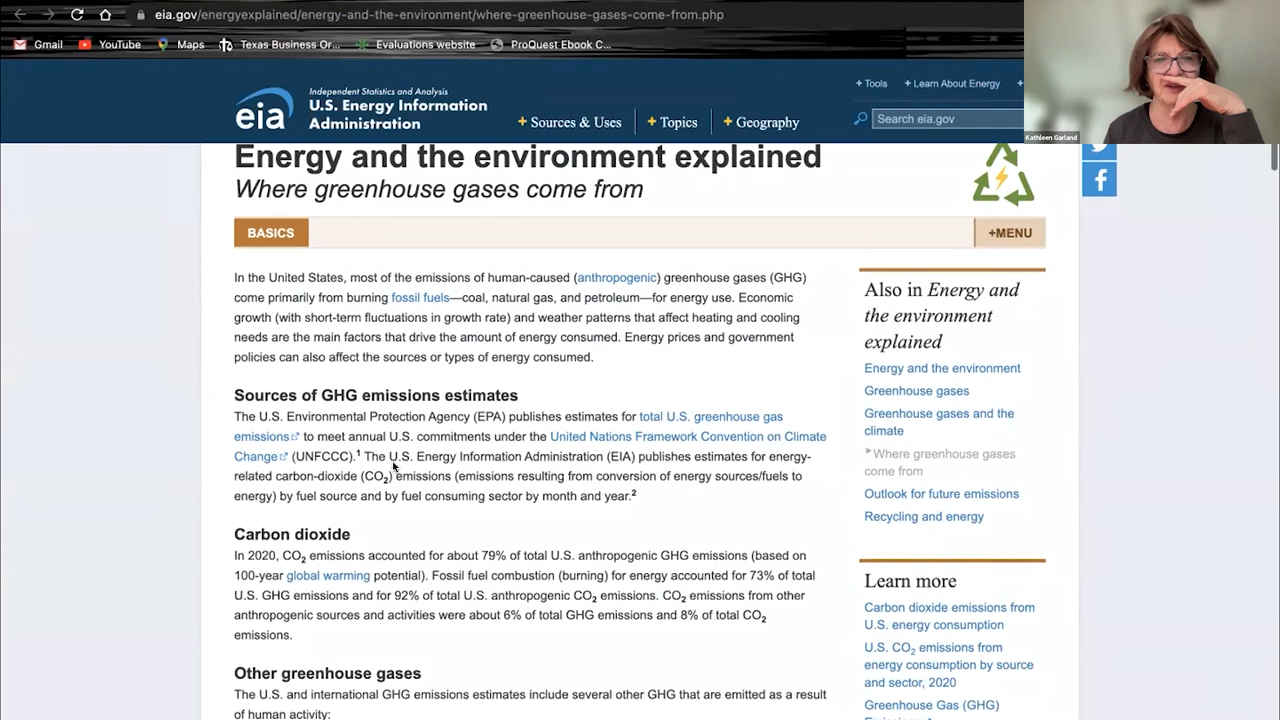 eia.gov/energyexplained/energy-and-the-environment/where-greenhouse-gases-come-from.php
Gmail YouTube Maps Texas Business Or... Evaluations website ProQuest Ebook C...
Kathleen Garland
+ Tools + Learn About Energy +
eia
Independent Statistics and Analysis
U.S. Energy Information
Administration
+ Sources & Uses + Topics + Geography
Search eia.gov
Energy and the environment explained
Where greenhouse gases come from
BASICS
+MENU
In the United States, most of the emissions of human-caused (anthropogenic) greenhouse gases (GHG)
come primarily from burning fossil fuels—coal, natural gas, and petroleum—for energy use. Economic
growth (with short-term fluctuations in growth rate) and weather patterns that affect heating and cooling
needs are the main factors that drive the amount of energy consumed. Energy prices and government
policies can also affect the sources or types of energy consumed.
Sources of GHG emissions estimates
The U.S. Environmental Protection Agency (EPA) publishes estimates for total U.S. greenhouse gas
emissions to meet annual U.S. commitments under the United Nations Framework Convention on Climate
Change (UNFCCC).¹ The U.S. Energy Information Administration (EIA) publishes estimates for energy-
related carbon-dioxide (CO₂) emissions (emissions resulting from conversion of energy sources/fuels to
energy) by fuel source and by fuel consuming sector by month and year.²
Carbon dioxide
In 2020, CO₂ emissions accounted for about 79% of total U.S. anthropogenic GHG emissions (based on
100-year global warming potential). Fossil fuel combustion (burning) for energy accounted for 73% of total
U.S. GHG emissions and for 92% of total U.S. anthropogenic CO₂ emissions. CO₂ emissions from other
anthropogenic sources and activities were about 6% of total GHG emissions and 8% of total CO₂
emissions.
Other greenhouse gases
The U.S. and international GHG emissions estimates include several other GHG that are emitted as a result
of human activity:
Also in Energy and
the environment
explained
Energy and the environment
Greenhouse gases
Greenhouse gases and the
climate
Where greenhouse gases
come from
Outlook for future emissions
Recycling and energy
Learn more
Carbon dioxide emissions from
U.S. energy consumption
U.S. CO₂ emissions from
energy consumption by source
and sector, 2020
Greenhouse Gas (GHG)